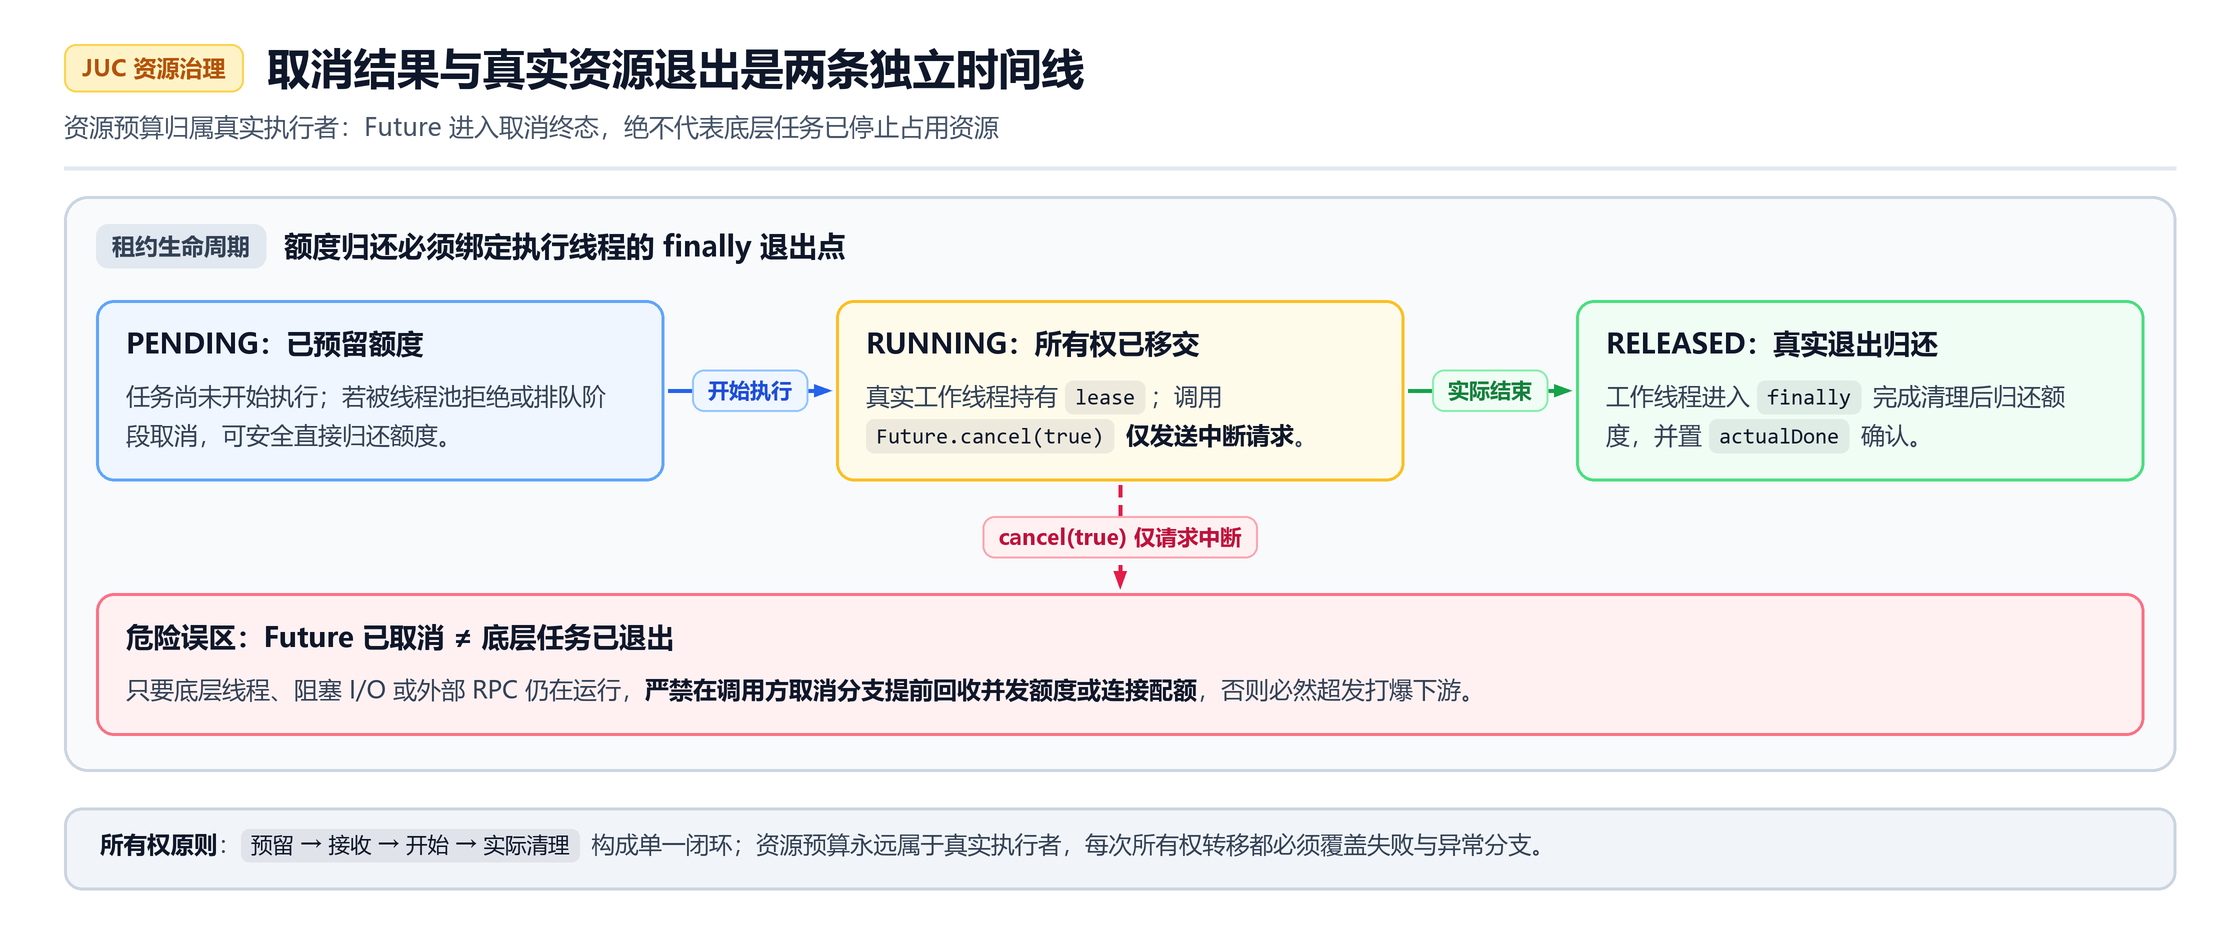 JUC 资源治理
取消结果与真实资源退出是两条独立时间线
资源预算归属真实执行者：Future 进入取消终态，绝不代表底层任务已停止占用资源
租约生命周期
额度归还必须绑定执行线程的 finally 退出点
PENDING：已预留额度
任务尚未开始执行；若被线程池拒绝或排队阶
段取消，可安全直接归还额度。
开始执行
RUNNING：所有权已移交
真实工作线程持有 lease ；调用
Future.cancel(true) 仅发送中断请求。
实际结束
RELEASED：真实退出归还
工作线程进入 finally 完成清理后归还额
度，并置 actualDone 确认。
cancel(true) 仅请求中断
危险误区：Future 已取消 ≠ 底层任务已退出
只要底层线程、阻塞 I/O 或外部 RPC 仍在运行，严禁在调用方取消分支提前回收并发额度或连接配额，否则必然超发打爆下游。
所有权原则：预留 → 接收 → 开始 → 实际清理 构成单一闭环；资源预算永远属于真实执行者，每次所有权转移都必须覆盖失败与异常分支。